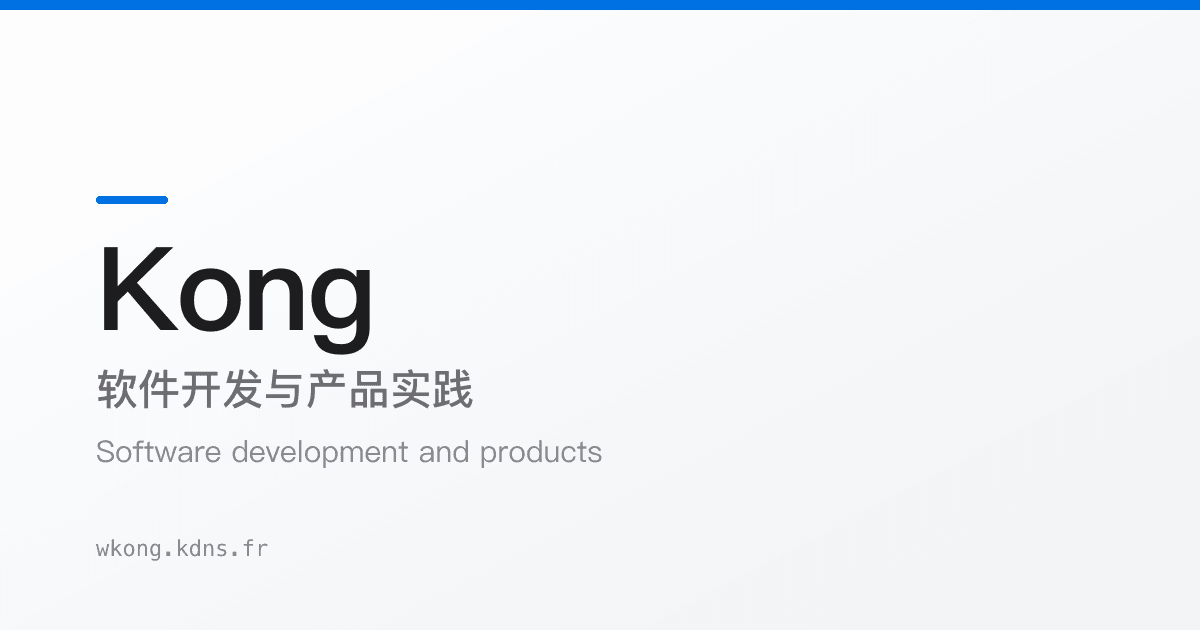 Kong
软件开发与产品实践
Software development and products
wkong.kdns.fr